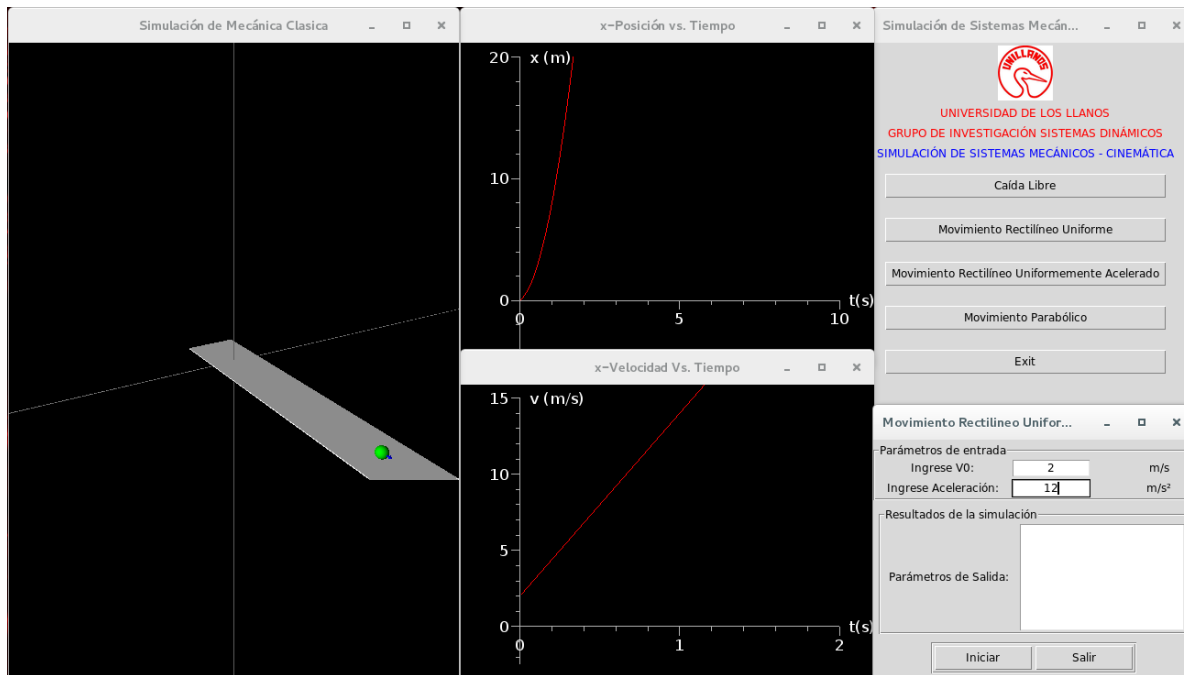 Simulación de Mecánica Clasica
x-Posición vs. Tiempo
x (m)
20
10
0
0
5
10
t(s)
x-Velocidad Vs. Tiempo
v (m/s)
15
10
5
0
0
1
2
t(s)
Simulación de Sistemas Mecán...
UNILLANOS
UNIVERSIDAD DE LOS LLANOS
GRUPO DE INVESTIGACIÓN SISTEMAS DINÁMICOS
SIMULACIÓN DE SISTEMAS MECÁNICOS - CINEMÁTICA
Caída Libre
Movimiento Rectilíneo Uniforme
Movimiento Rectilíneo Uniformemente Acelerado
Movimiento Parabólico
Exit
Movimiento Rectilineo Unifor...
Parámetros de entrada
Ingrese V0: 2 m/s
Ingrese Aceleración: 12 m/s²
Resultados de la simulación
Parámetros de Salida:
Iniciar Salir